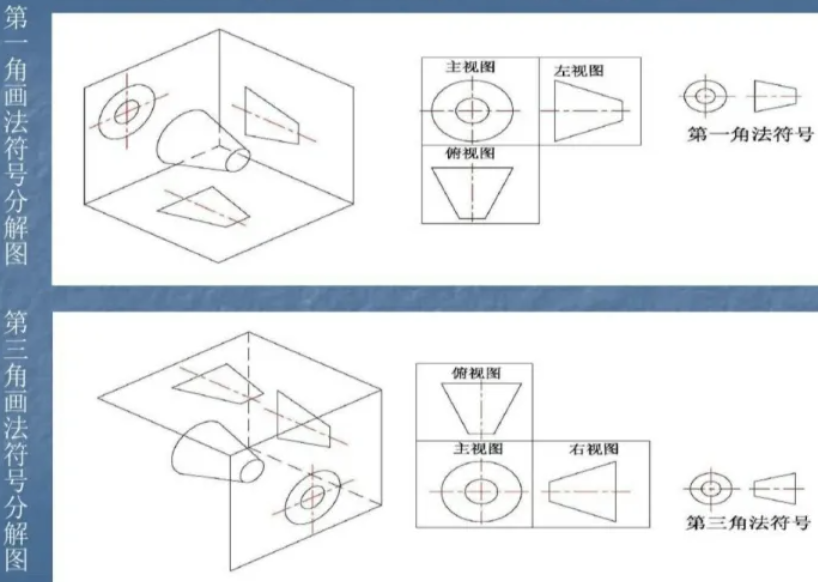 第一角画法符号分解图
主视图
左视图
俯视图
第一角法符号
第三角画法符号分解图
俯视图
主视图
右视图
第三角法符号